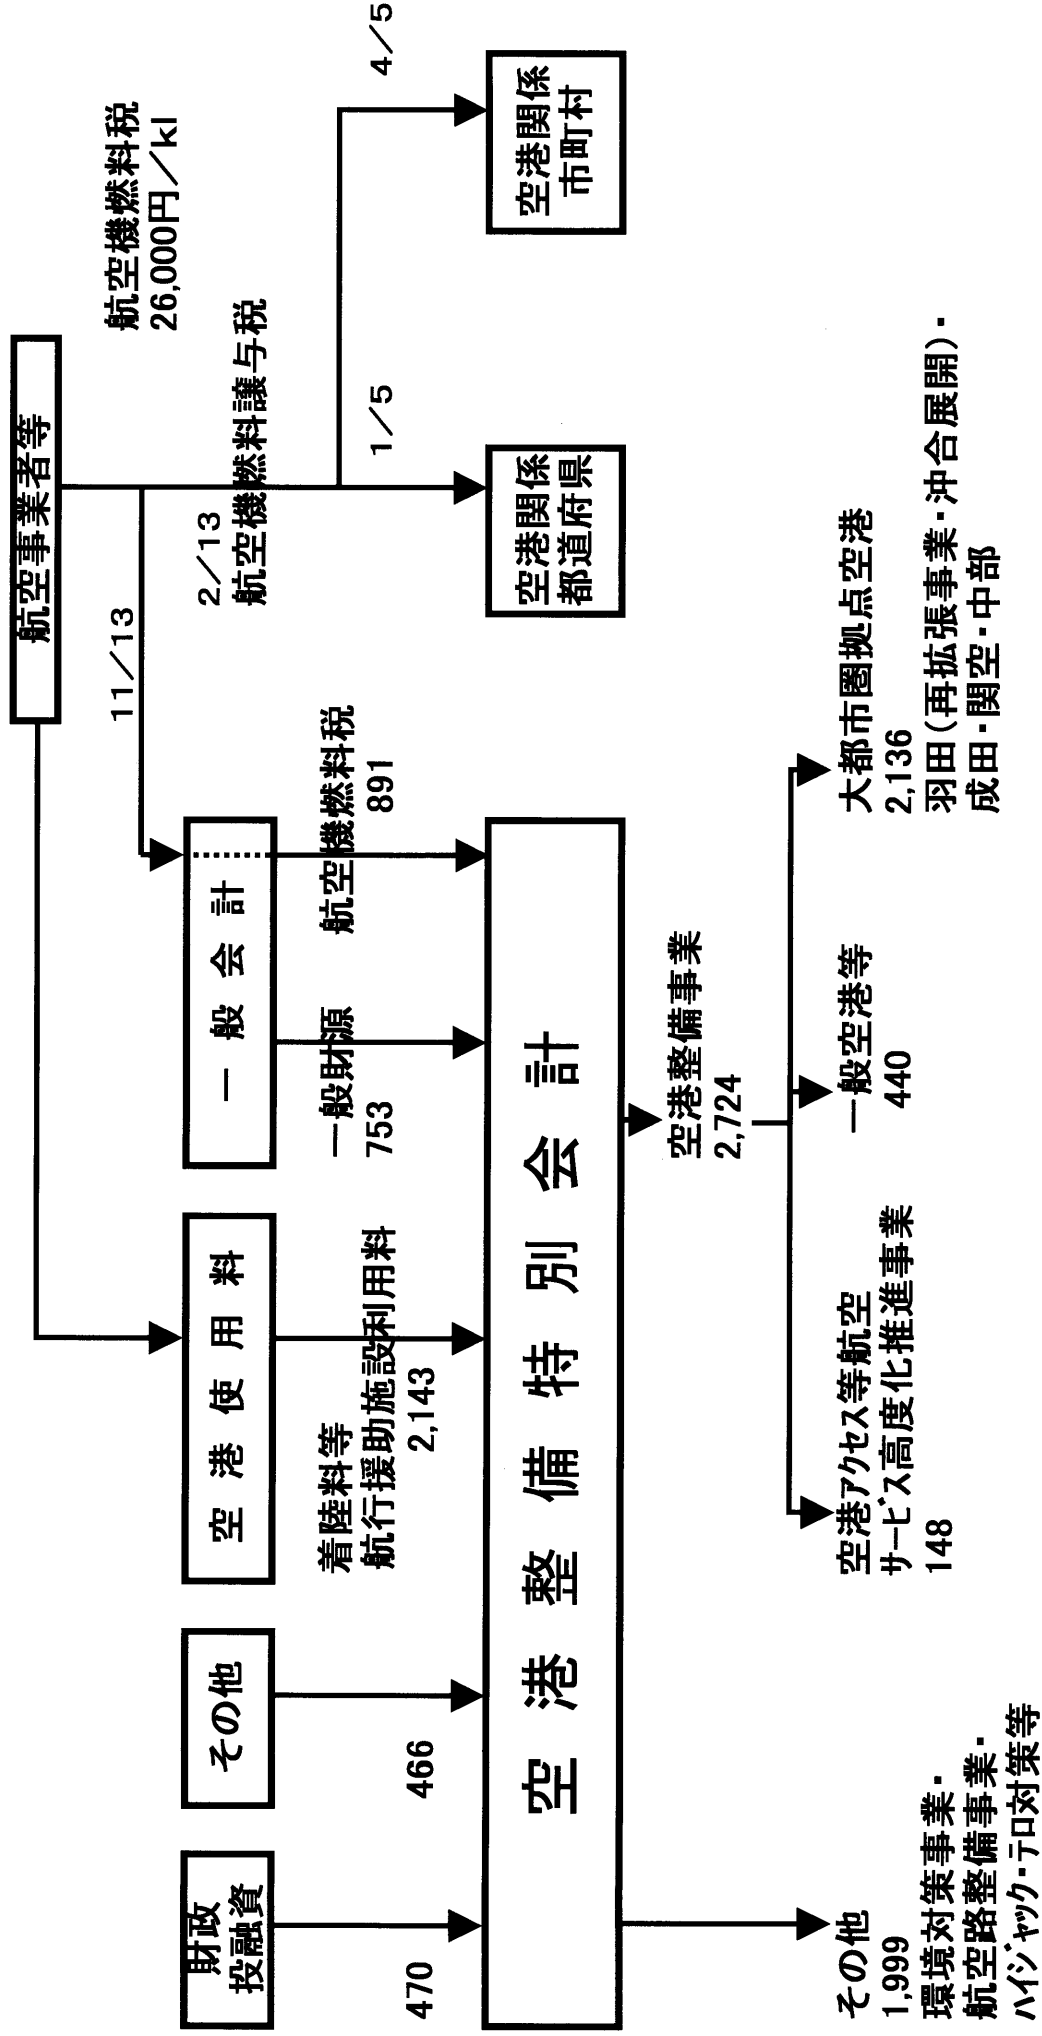 航空事業者等
航空機燃料税
26,000円／kl
11／13
2／13
航空機燃料譲与税
1／5
4／5
財政
投融資
その他
空港使用料
一般会計
470
466
着陸料等
航行援助施設利用料
2,143
一般財源
753
航空機燃料税
891
空港関係
都道府県
空港関係
市町村
空港整備特別会計
空港整備事業
2,724
その他
1,999
環境対策事業・
航空路整備事業・
ﾊｲｼﾞｬｯｸ・ﾃﾛ対策等
空港ｱｸｾｽ等航空
ｻｰﾋﾞｽ高度化推進事業
148
一般空港等
440
大都市圏拠点空港
2,136
羽田（再拡張事業・沖合展開）・
成田・関空・中部